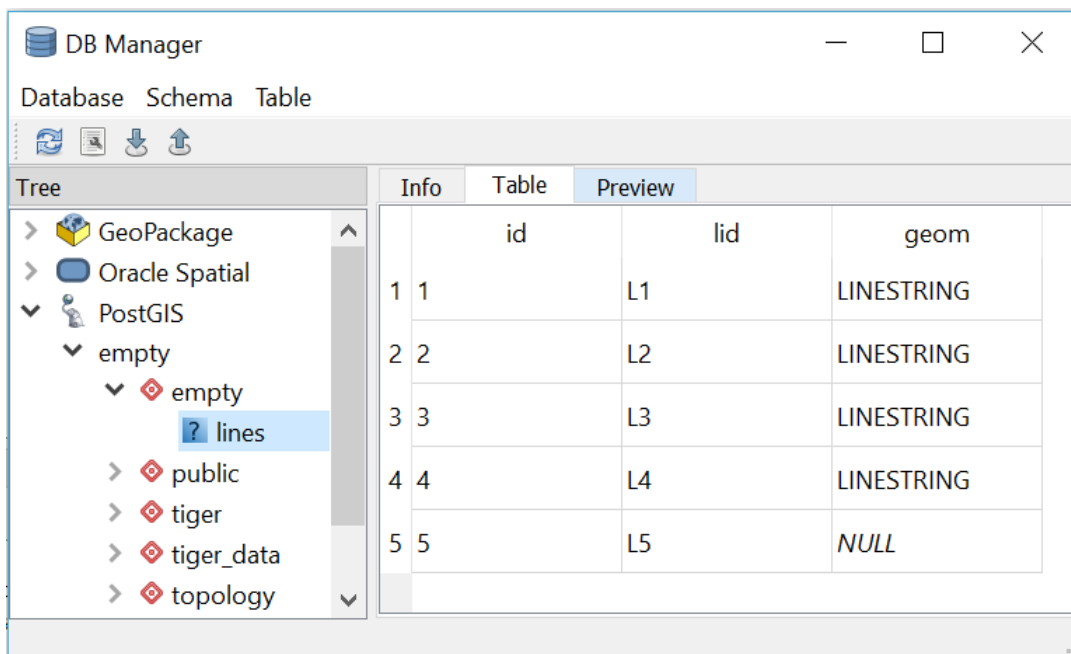 DB Manager
Database Schema Table
Tree
GeoPackage
Oracle Spatial
PostGIS
empty
empty
? lines
public
tiger
tiger_data
topology
Info Table Preview
id lid geom
1 1 L1 LINESTRING
2 2 L2 LINESTRING
3 3 L3 LINESTRING
4 4 L4 LINESTRING
5 5 L5 NULL